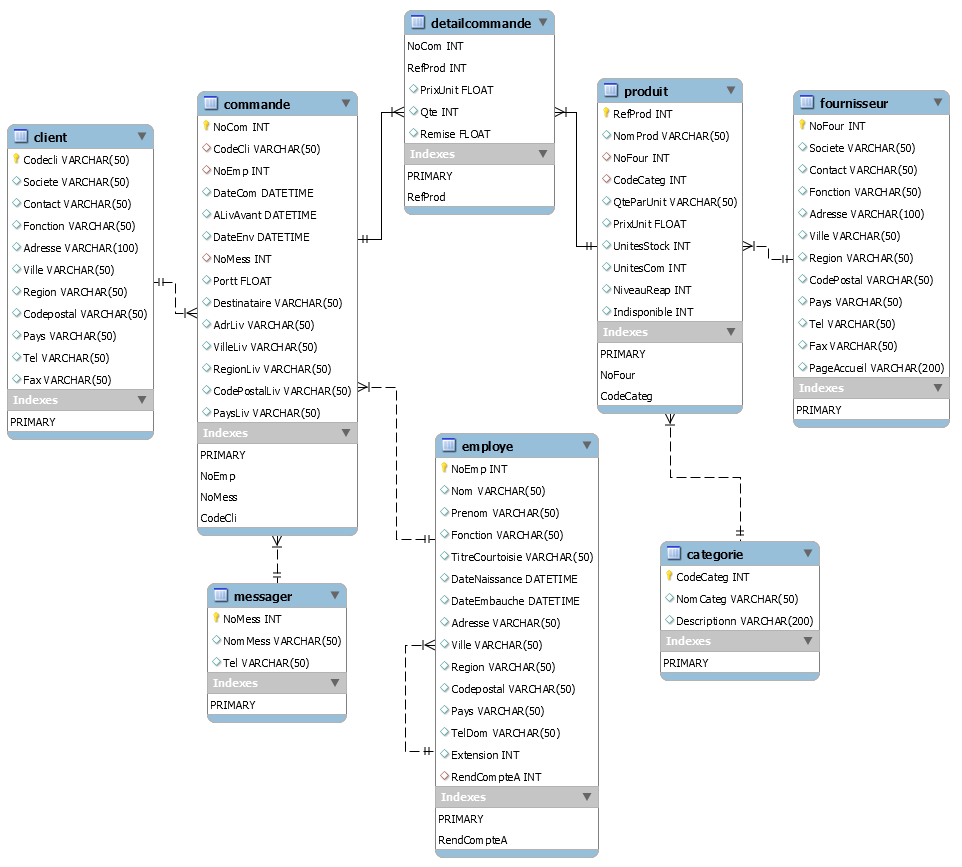 detailcommande
NoCom INT
RefProd INT
PrixUnit FLOAT
Qte INT
Remise FLOAT
Indexes
PRIMARY
RefProd
commande
NoCom INT
CodeCli VARCHAR(50)
NoEmp INT
DateCom DATETIME
ALivAvant DATETIME
DateEnv DATETIME
NoMess INT
Portt FLOAT
Destinataire VARCHAR(50)
AdrLiv VARCHAR(50)
VilleLiv VARCHAR(50)
RegionLiv VARCHAR(50)
CodePostalLiv VARCHAR(50)
PaysLiv VARCHAR(50)
Indexes
PRIMARY
NoEmp
NoMess
CodeCli
produit
RefProd INT
NomProd VARCHAR(50)
NoFour INT
CodeCateg INT
QteParUnit VARCHAR(50)
PrixUnit FLOAT
UnitesStock INT
UnitesCom INT
NiveauReap INT
Indisponible INT
Indexes
PRIMARY
NoFour
CodeCateg
fournisseur
NoFour INT
Societe VARCHAR(50)
Contact VARCHAR(50)
Fonction VARCHAR(50)
Adresse VARCHAR(100)
Ville VARCHAR(50)
Region VARCHAR(50)
CodePostal VARCHAR(50)
Pays VARCHAR(50)
Tel VARCHAR(50)
Fax VARCHAR(50)
PageAccueil VARCHAR(200)
Indexes
PRIMARY
client
Codecli VARCHAR(50)
Societe VARCHAR(50)
Contact VARCHAR(50)
Fonction VARCHAR(50)
Adresse VARCHAR(100)
Ville VARCHAR(50)
Region VARCHAR(50)
Codepostal VARCHAR(50)
Pays VARCHAR(50)
Tel VARCHAR(50)
Fax VARCHAR(50)
Indexes
PRIMARY
employe
NoEmp INT
Nom VARCHAR(50)
Prenom VARCHAR(50)
Fonction VARCHAR(50)
TitreCourtoisie VARCHAR(50)
DateNaissance DATETIME
DateEmbauche DATETIME
Adresse VARCHAR(50)
Ville VARCHAR(50)
Region VARCHAR(50)
Codepostal VARCHAR(50)
Pays VARCHAR(50)
TelDom VARCHAR(50)
Extension INT
RendCompteA INT
Indexes
PRIMARY
RendCompteA
categorie
CodeCateg INT
NomCateg VARCHAR(50)
Descriptionn VARCHAR(200)
Indexes
PRIMARY
messager
NoMess INT
NomMess VARCHAR(50)
Tel VARCHAR(50)
Indexes
PRIMARY